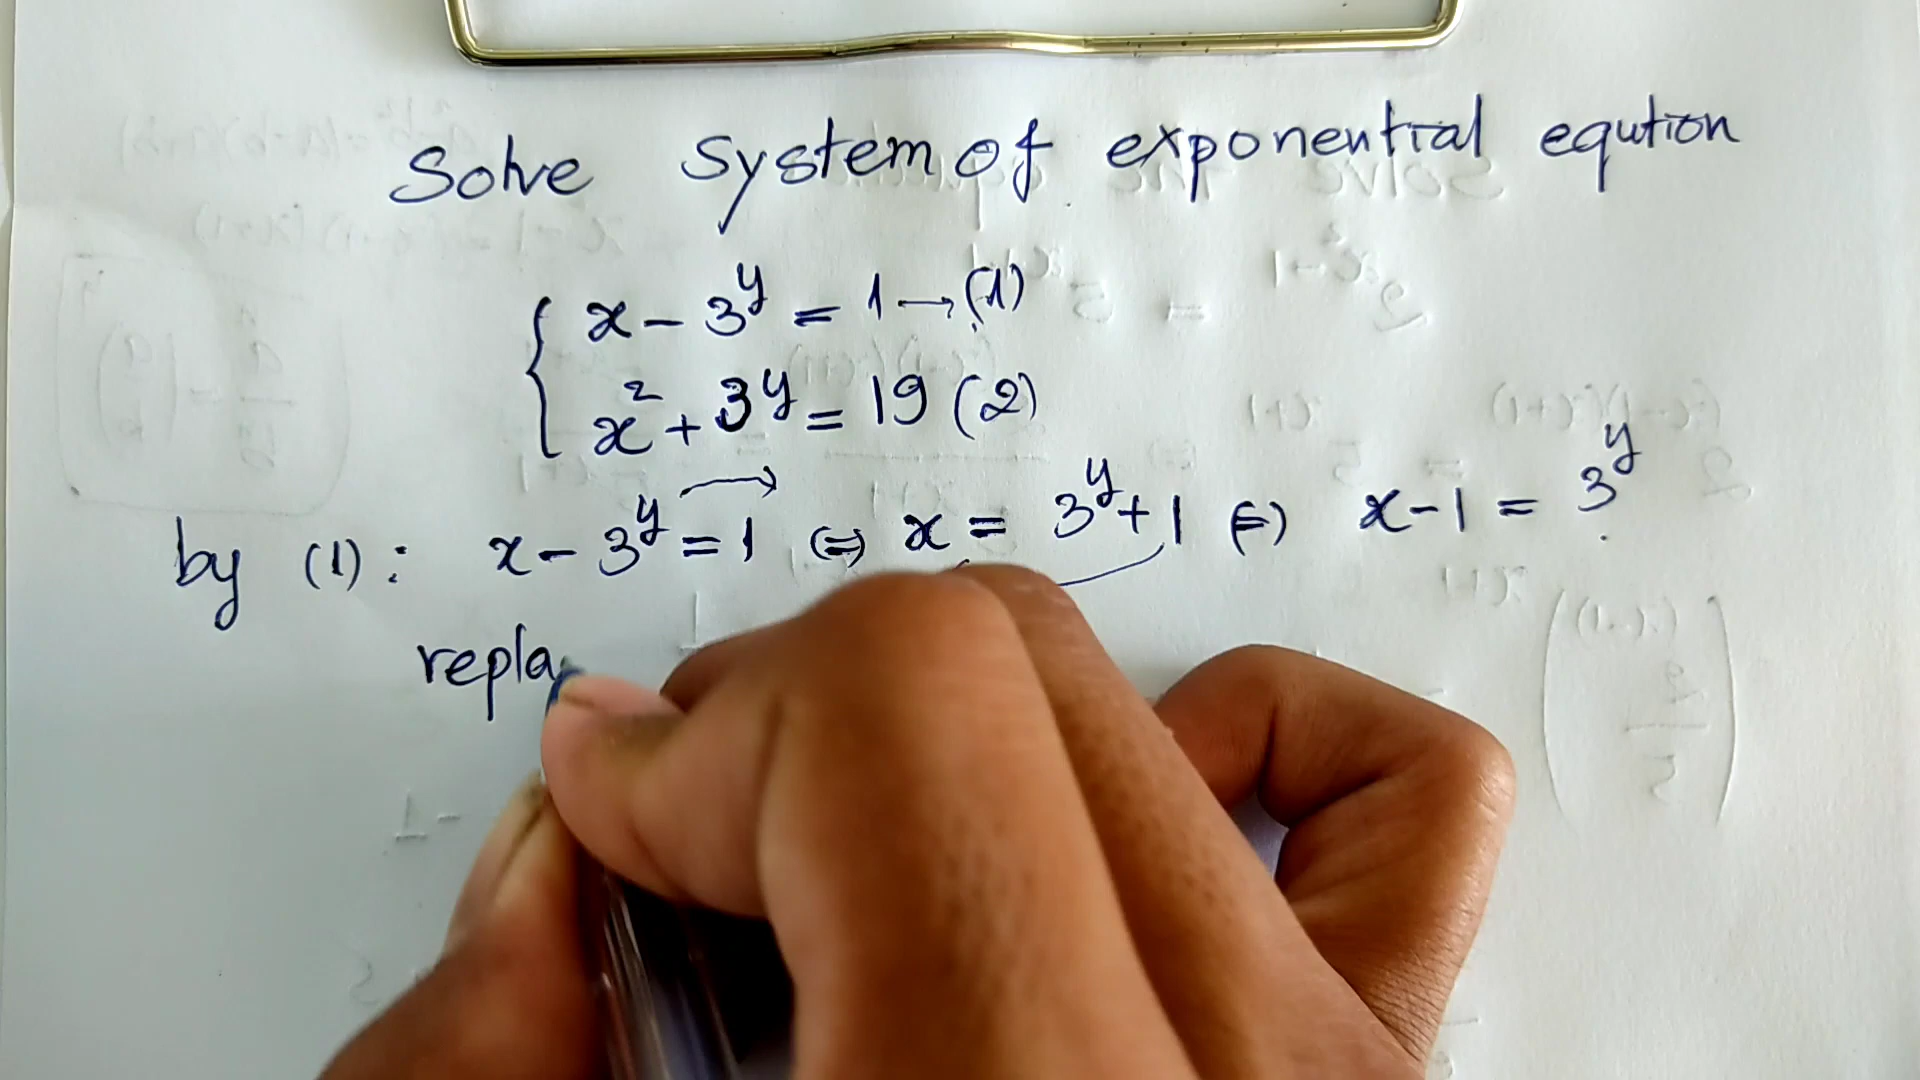 Solve system of exponential eqution
x - 3^y = 1 → (1)
x² + 3^y = 19 (2)
by (1): x - 3^y = 1 ⇔ x = 3^y + 1 ⇔ x - 1 = 3^y
repla